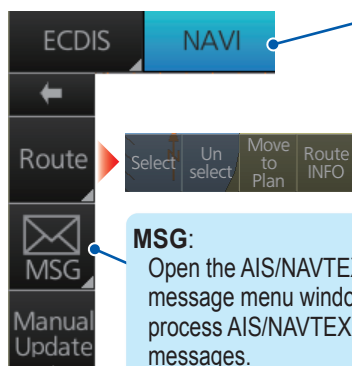 ECDIS NAVI
Route
Select
Un
select
Move
to
Plan
Route
INFO
MSG
MSG:
Open the AIS/NAVTEX
message menu window
process AIS/NAVTEX
messages.
Manual
Update